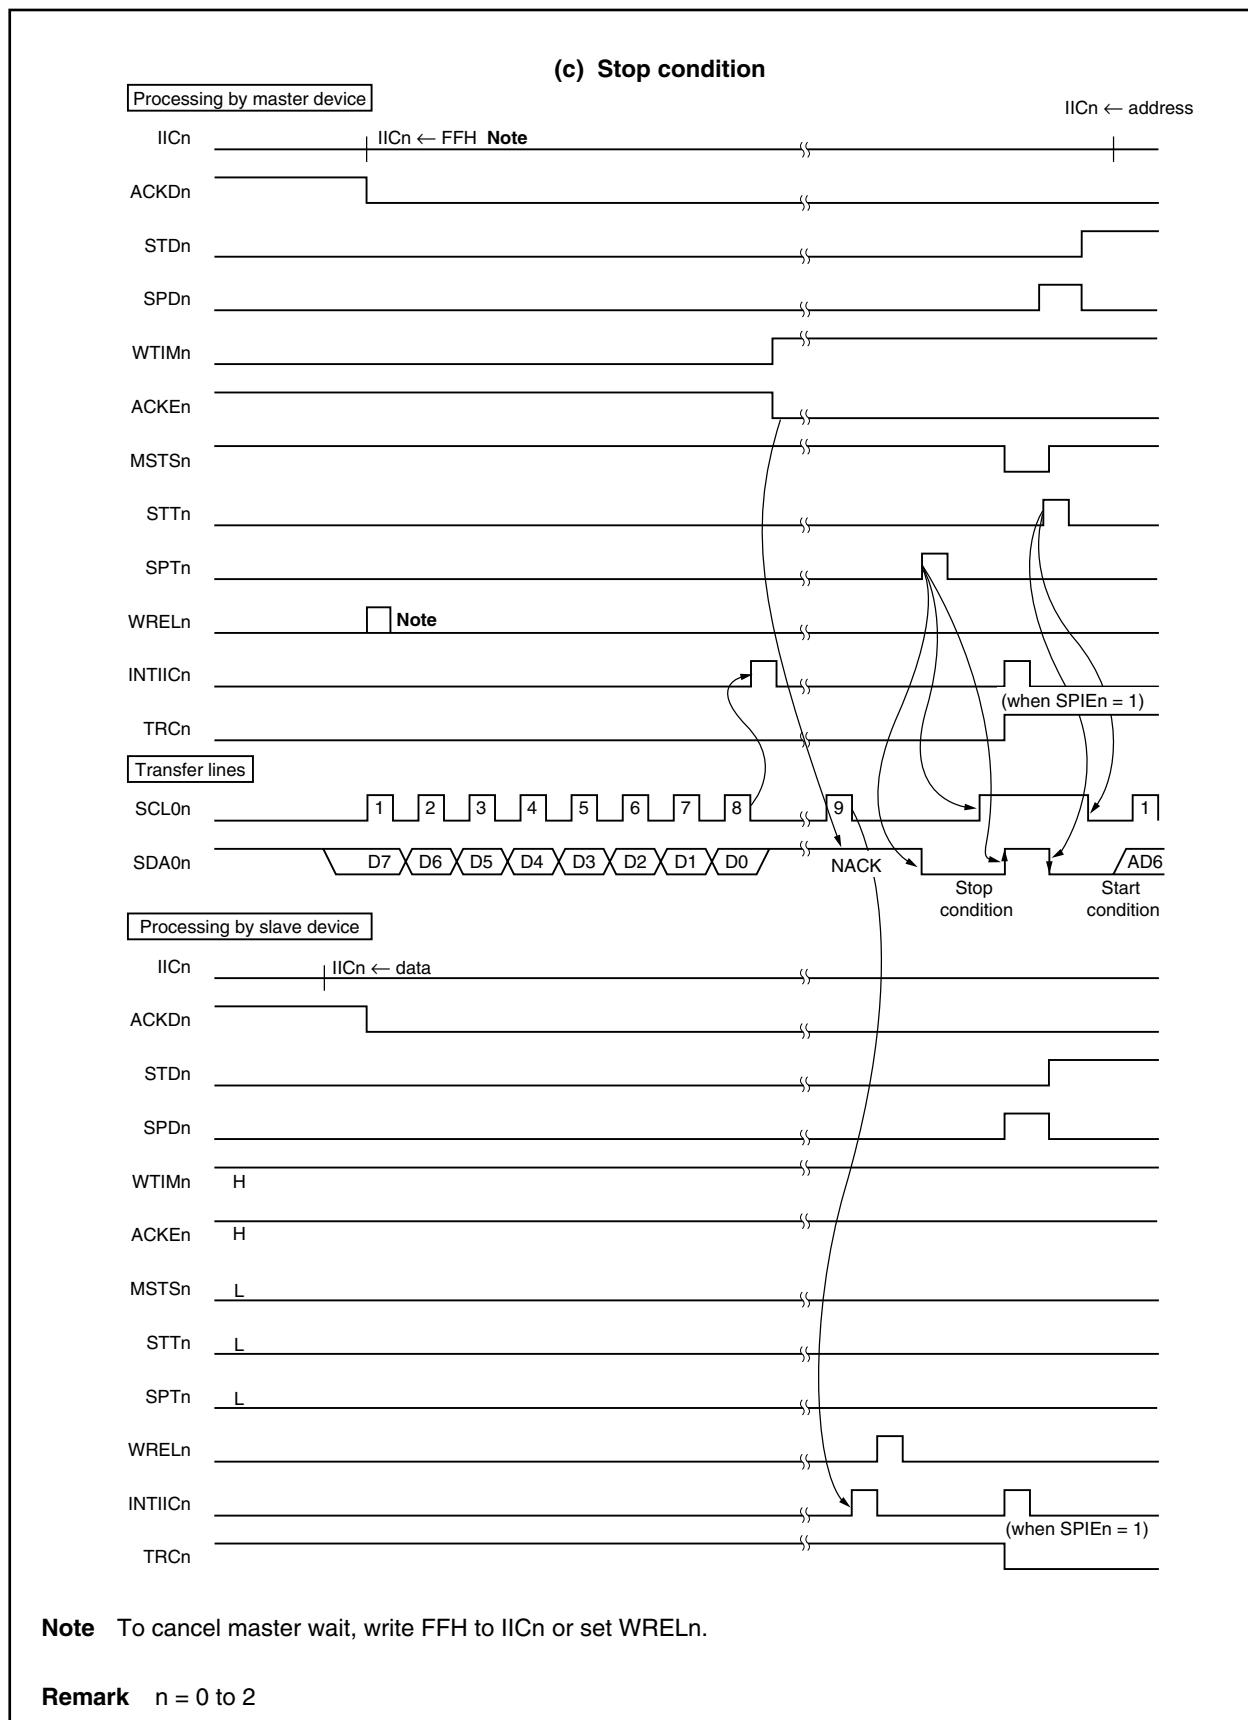 (c) Stop condition
Processing by master device
IICn ← address
IICn
IICn ← FFH Note
ACKDn
STDn
SPDn
WTIMn
ACKEn
MSTSn
STTn
SPTn
WRELn
Note
INTIICn
(when SPIEn = 1)
TRCn
Transfer lines
SCL0n
1 2 3 4 5 6 7 8 9 1
SDA0n
D7 D6 D5 D4 D3 D2 D1 D0 NACK AD6
Stop condition
Start condition
Processing by slave device
IICn
IICn ← data
ACKDn
STDn
SPDn
WTIMn H
ACKEn H
MSTSn L
STTn L
SPTn L
WRELn
INTIICn
(when SPIEn = 1)
TRCn
Note To cancel master wait, write FFH to IICn or set WRELn.
Remark n = 0 to 2